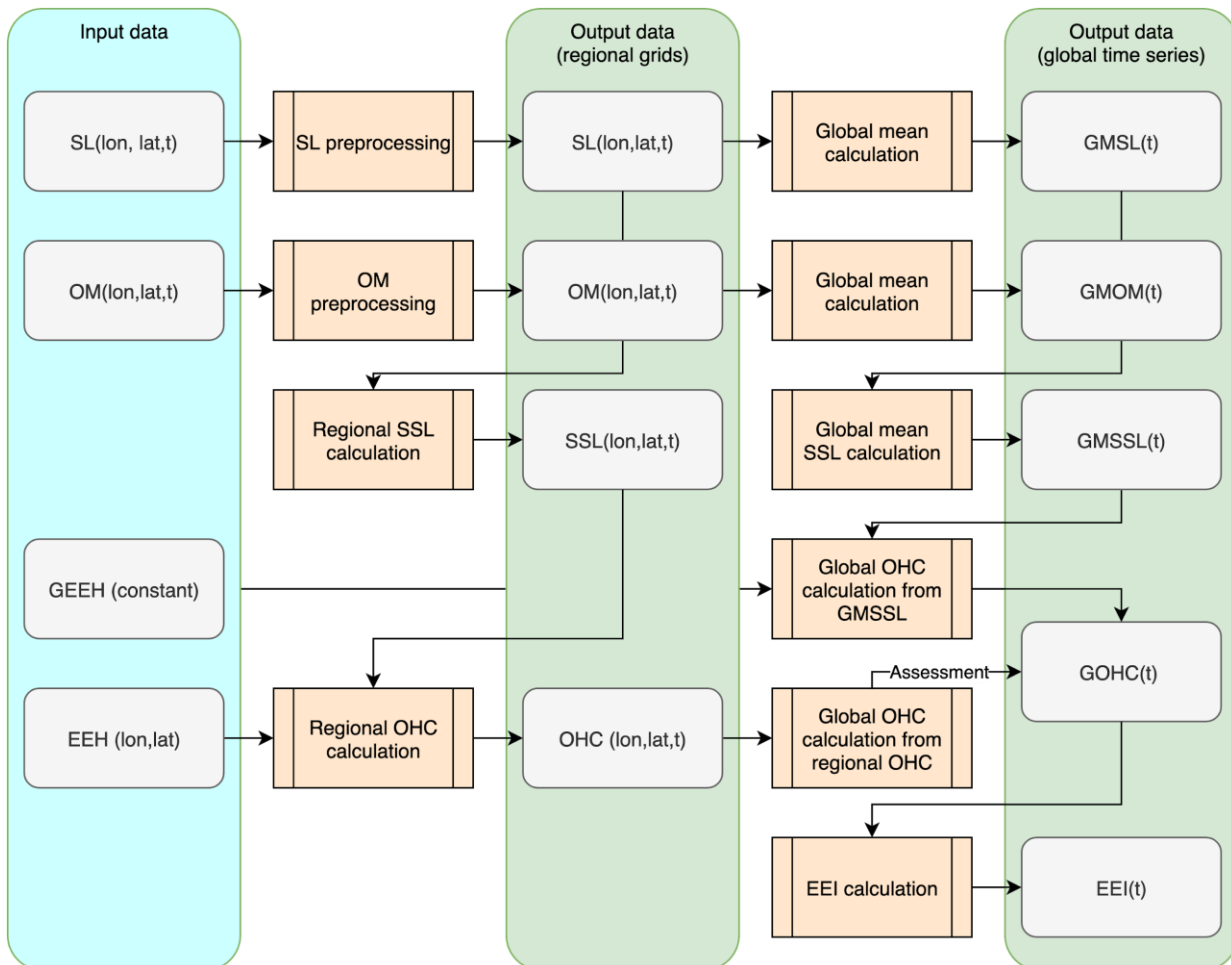 Input data
Output data
(regional grids)
Output data
(global time series)
SL(lon, lat,t)
SL preprocessing
SL(lon,lat,t)
Global mean
calculation
GMSL(t)
OM(lon,lat,t)
OM
preprocessing
OM(lon,lat,t)
Global mean
calculation
GMOM(t)
Regional SSL
calculation
SSL(lon,lat,t)
Global mean
SSL calculation
GMSSL(t)
GEEH (constant)
Global OHC
calculation from
GMSSL
Assessment
GOHC(t)
EEH (lon,lat)
Regional OHC
calculation
OHC (lon,lat,t)
Global OHC
calculation from
regional OHC
EEI calculation
EEI(t)